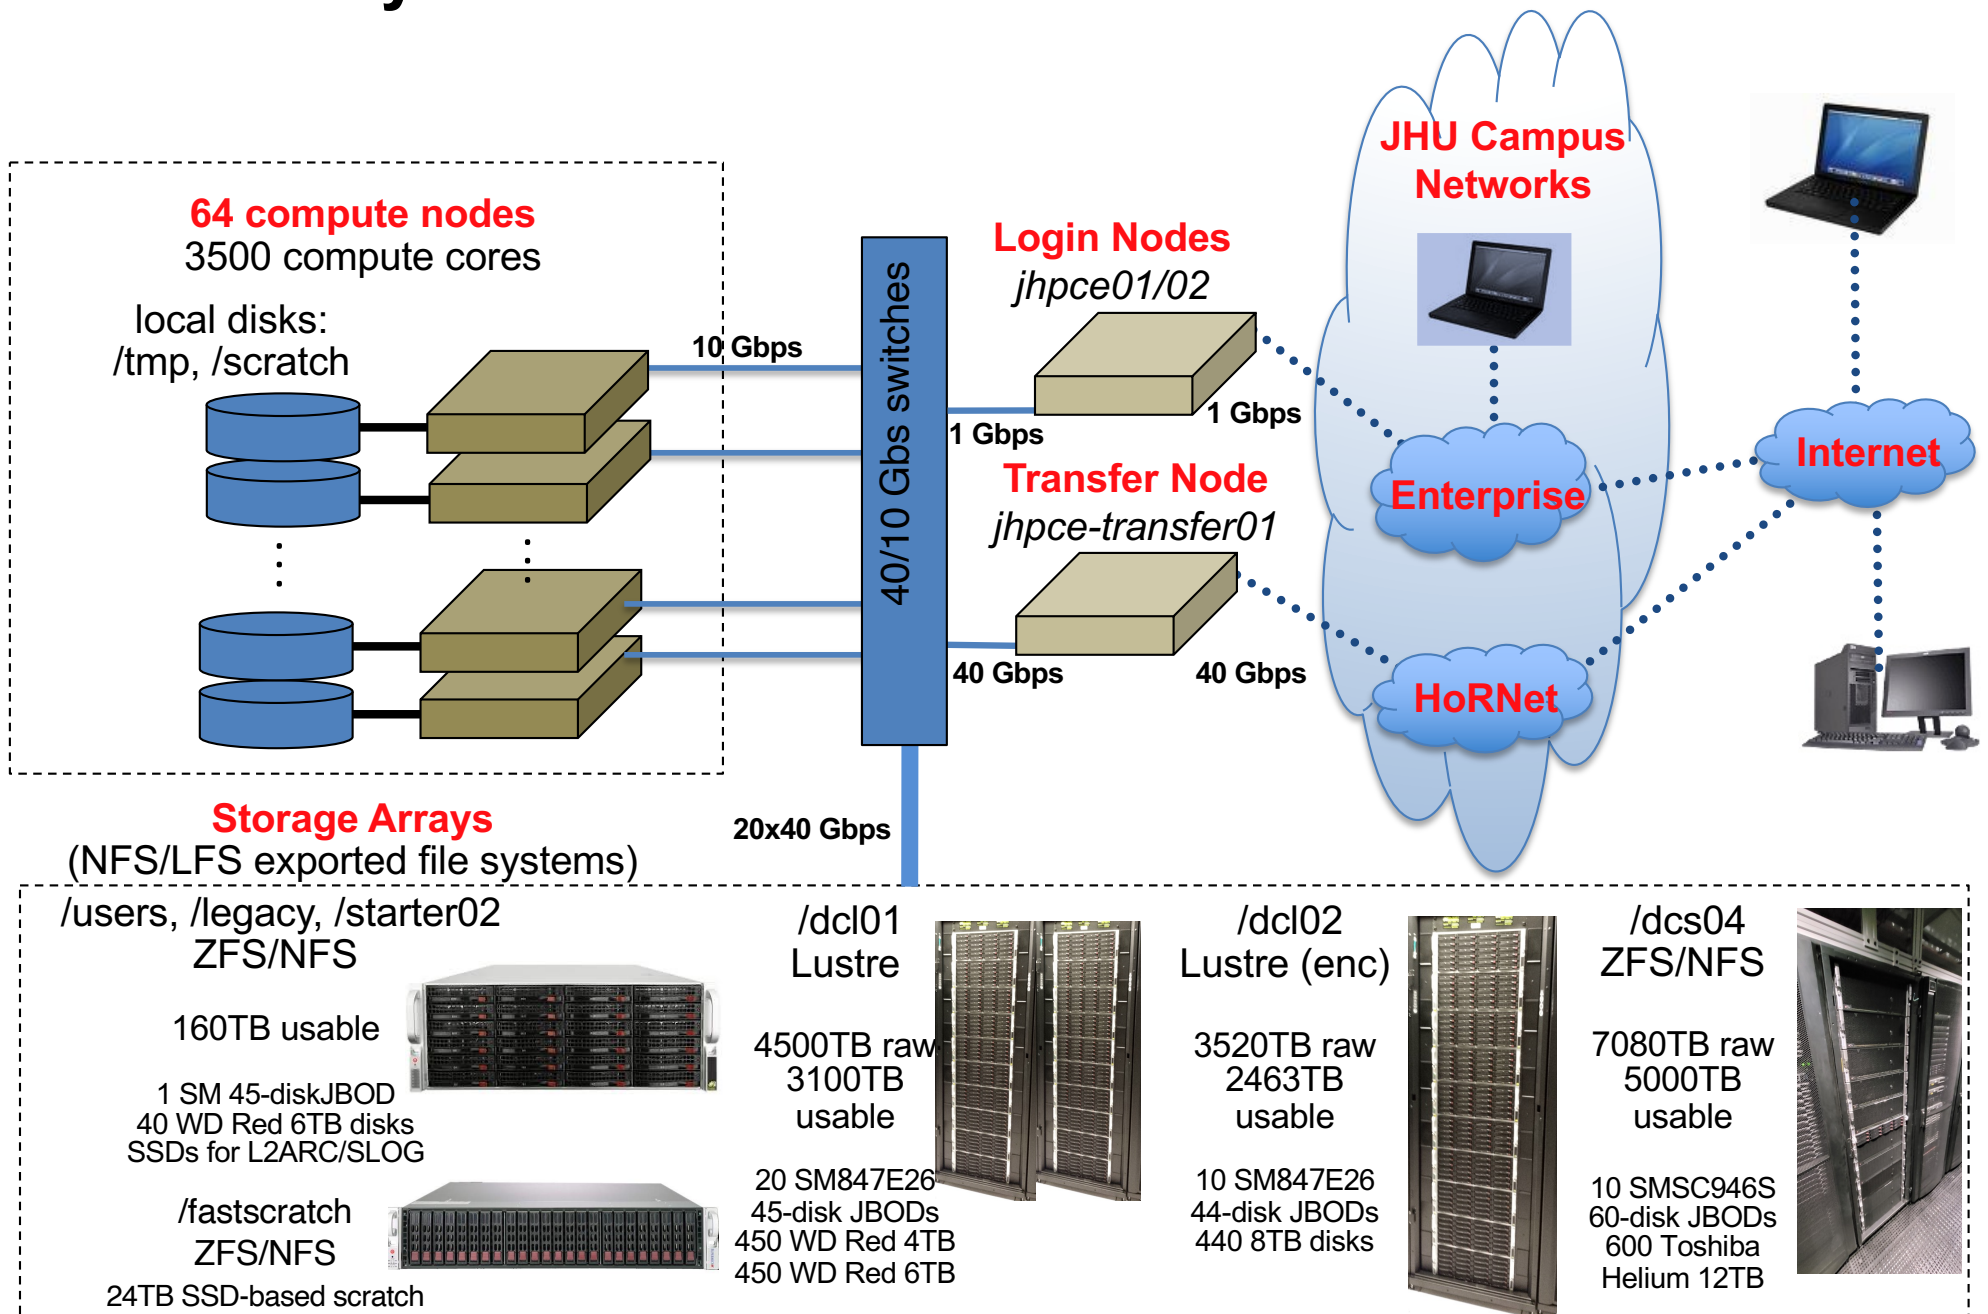 64 compute nodes
3500 compute cores
local disks:
/tmp, /scratch
10 Gbps
40/10 Gbs switches
Login Nodes
jhpce01/02
1 Gbps
1 Gbps
Transfer Node
jhpce-transfer01
40 Gbps
40 Gbps
JHU Campus
Networks
Enterprise
HoRNet
Internet
20x40 Gbps
Storage Arrays
(NFS/LFS exported file systems)
/users, /legacy, /starter02
ZFS/NFS
160TB usable
1 SM 45-diskJBOD
40 WD Red 6TB disks
SSDs for L2ARC/SLOG
/fastscratch
ZFS/NFS
24TB SSD-based scratch
/dcl01
Lustre
4500TB raw
3100TB
usable
20 SM847E26
45-disk JBODs
450 WD Red 4TB
450 WD Red 6TB
/dcl02
Lustre (enc)
3520TB raw
2463TB
usable
10 SM847E26
44-disk JBODs
440 8TB disks
/dcs04
ZFS/NFS
7080TB raw
5000TB
usable
10 SMSC946S
60-disk JBODs
600 Toshiba
Helium 12TB